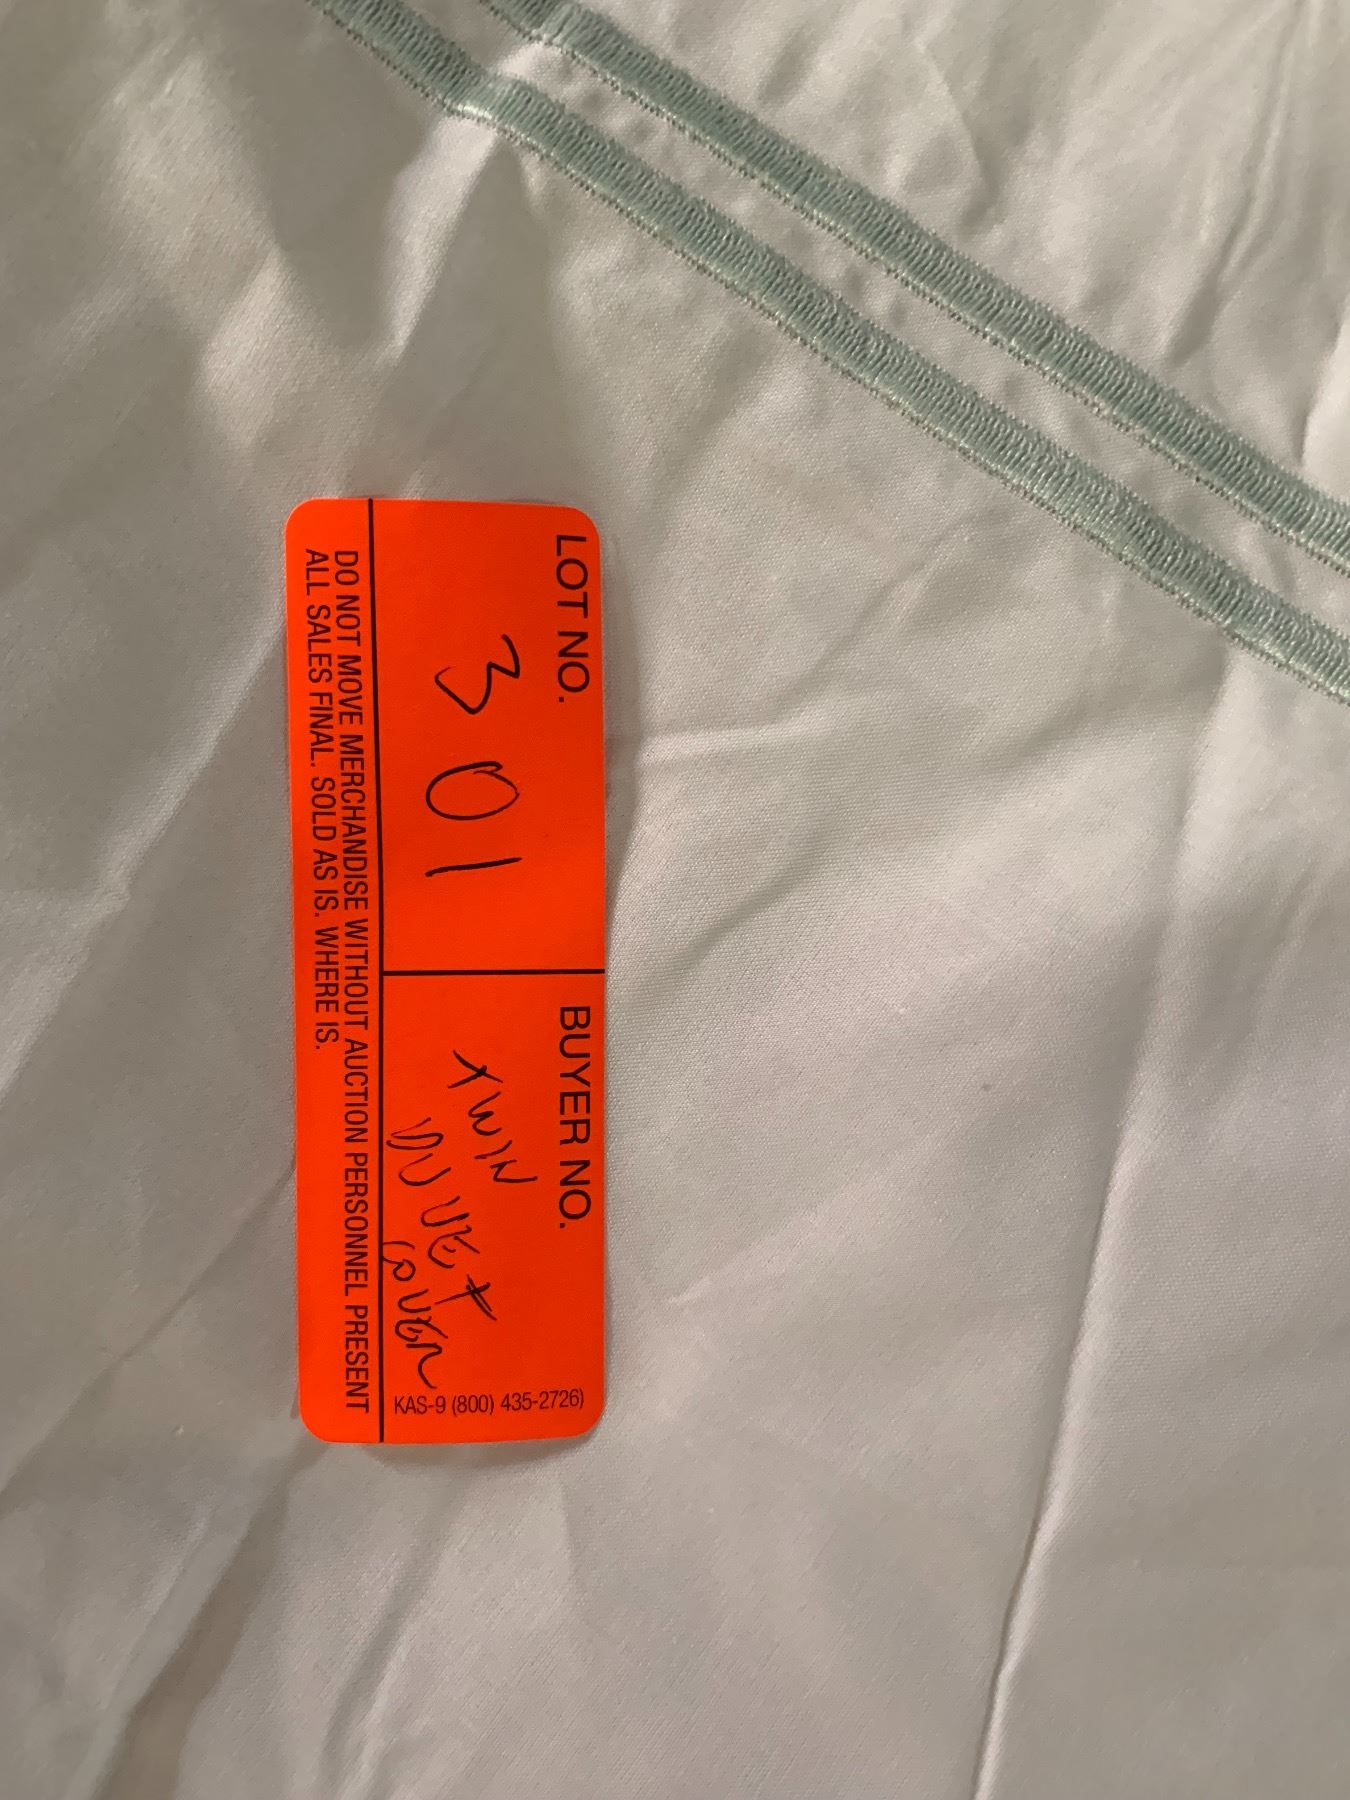 LOT NO.
301
BUYER NO.
TWIN
DUVET
COVER
KAS-9 (800) 435-2726)
DO NOT MOVE MERCHANDISE WITHOUT AUCTION PERSONNEL PRESENT
ALL SALES FINAL. SOLD AS IS. WHERE IS.